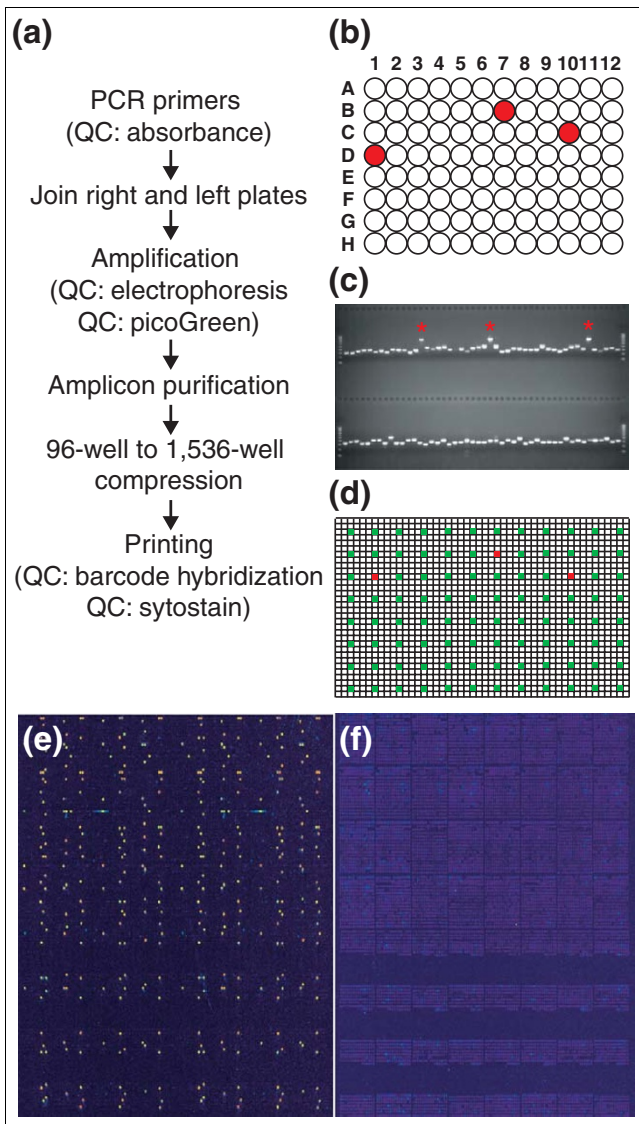 (a)
PCR primers
(QC: absorbance)
Join right and left plates
Amplification
(QC: electrophoresis
QC: picoGreen)
Amplicon purification
96-well to 1,536-well
compression
Printing
(QC: barcode hybridization
QC: sytostain)
(b)
1 2 3 4 5 6 7 8 9 10 11 12
A
B
C
D
E
F
G
H
(c)
* * *
(d)
(e)
(f)